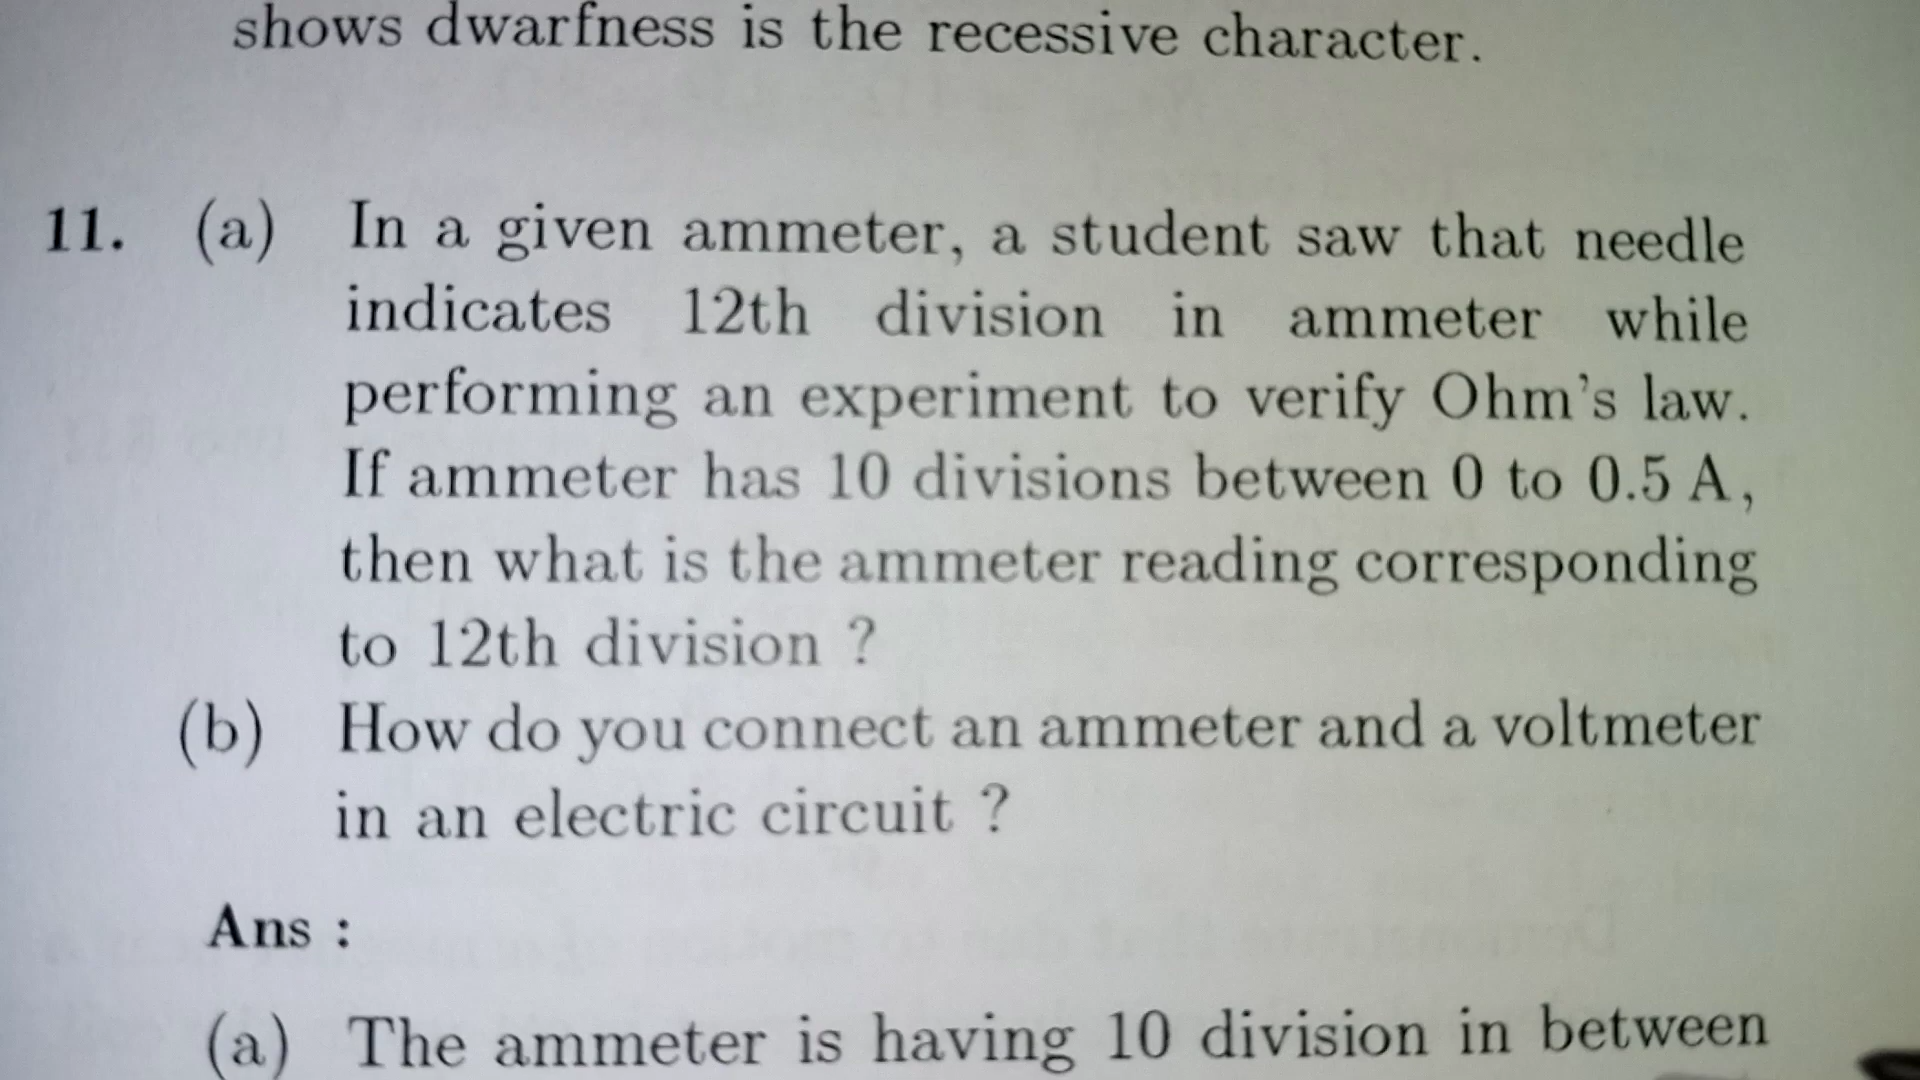 shows dwarfness is the recessive character.
11. (a) In a given ammeter, a student saw that needle
indicates 12th division in ammeter while
performing an experiment to verify Ohm's law.
If ammeter has 10 divisions between 0 to 0.5 A,
then what is the ammeter reading corresponding
to 12th division ?
(b) How do you connect an ammeter and a voltmeter
in an electric circuit ?
Ans :
(a) The ammeter is having 10 division in between